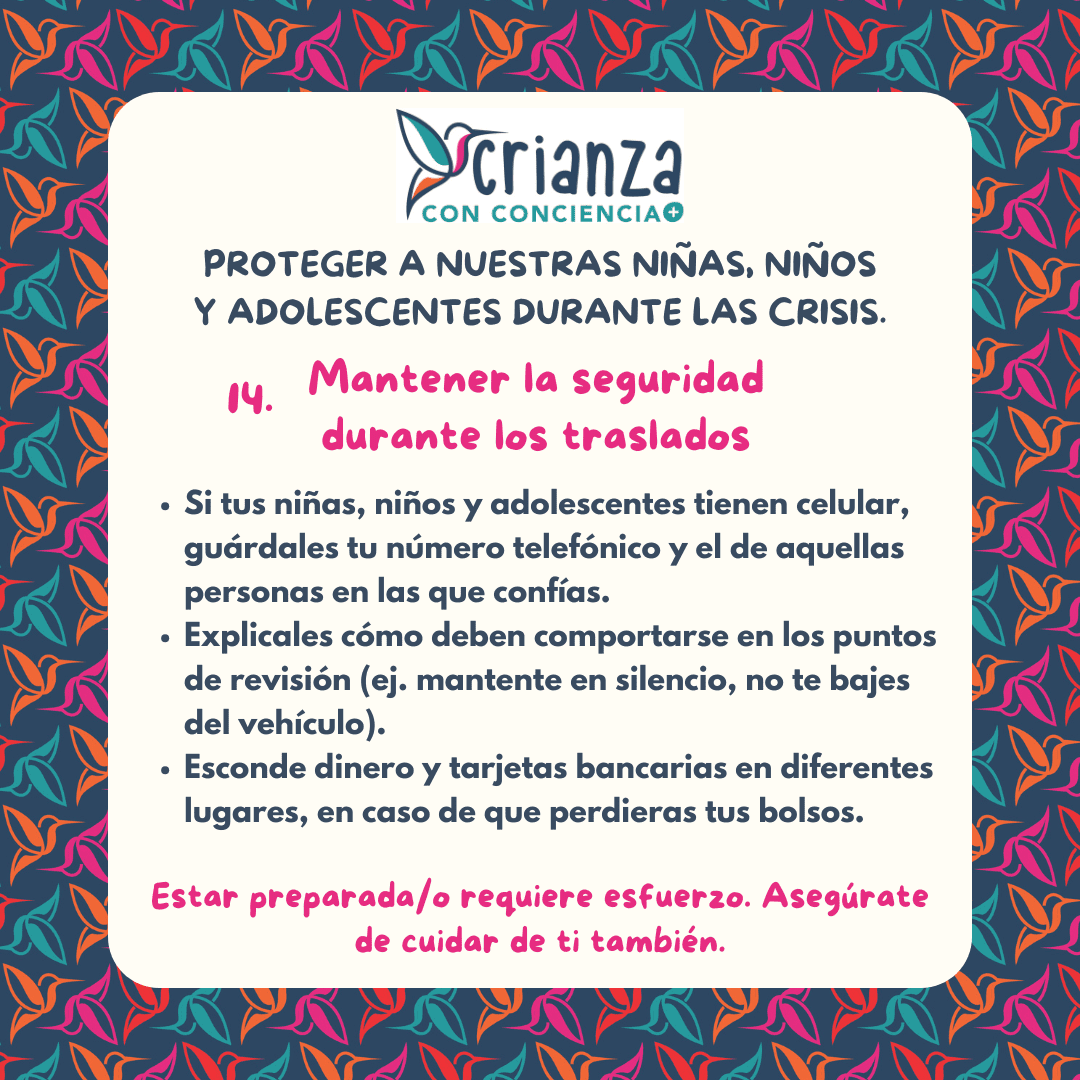 crianza
CON CONCIENCIA+
PROTEGER A NUESTRAS NIÑAS, NIÑOS
Y ADOLESCENTES DURANTE LAS CRISIS.
14. Mantener la seguridad
durante los traslados
• Si tus niñas, niños y adolescentes tienen celular,
guárdales tu número telefónico y el de aquellas
personas en las que confías.
• Explicales cómo deben comportarse en los puntos
de revisión (ej. mantente en silencio, no te bajes
del vehículo).
• Esconde dinero y tarjetas bancarias en diferentes
lugares, en caso de que perdieras tus bolsos.
Estar preparada/o requiere esfuerzo. Asegúrate
de cuidar de ti también.